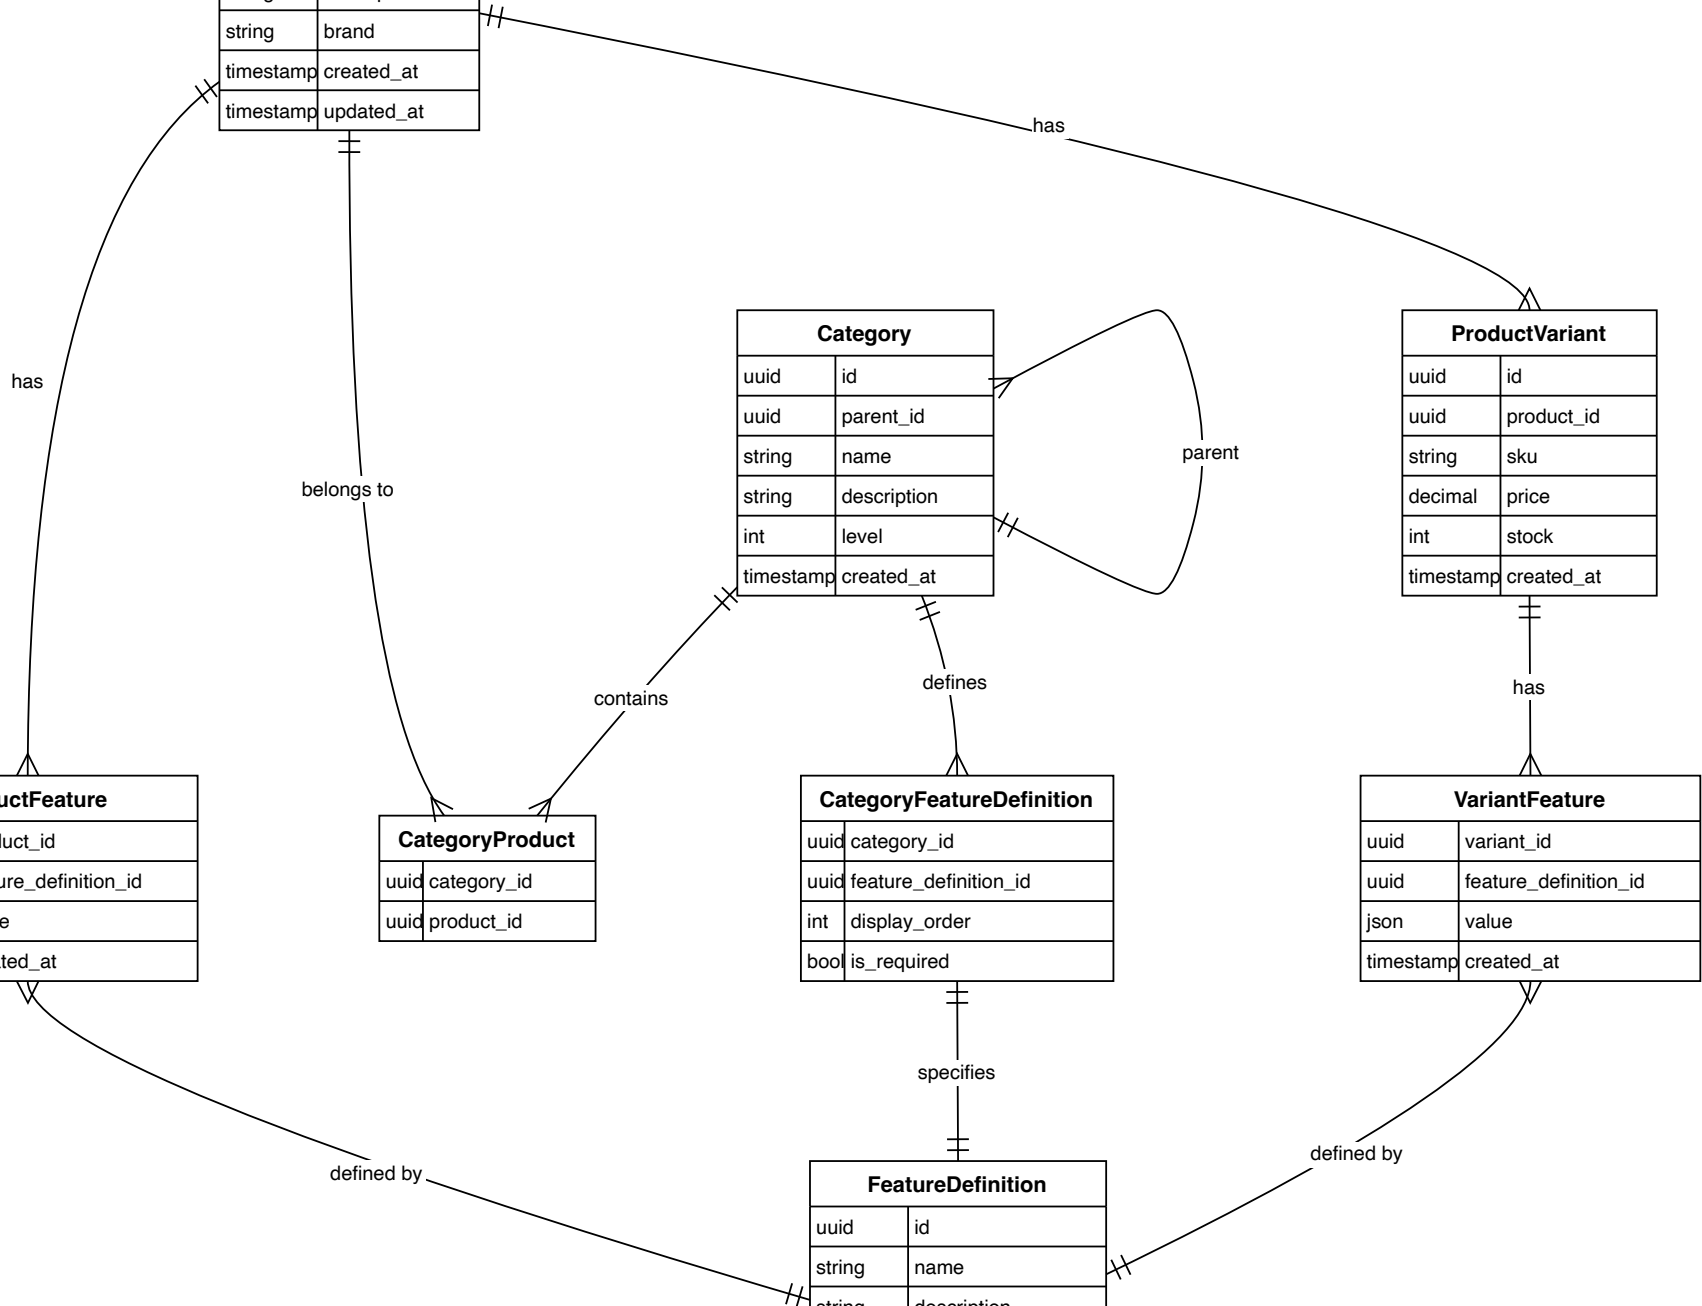 string brand
timestamp created_at
timestamp updated_at
has
has
belongs to
Category
uuid id
uuid parent_id
string name
string description
int level
timestamp created_at
parent
ProductVariant
uuid id
uuid product_id
string sku
decimal price
int stock
timestamp created_at
contains
defines
has
uctFeature
uct_id
ure_definition_id
e
ted_at
CategoryProduct
uuid category_id
uuid product_id
CategoryFeatureDefinition
uuid category_id
uuid feature_definition_id
int display_order
bool is_required
VariantFeature
uuid variant_id
uuid feature_definition_id
json value
timestamp created_at
specifies
defined by
defined by
FeatureDefinition
uuid id
string name
string description